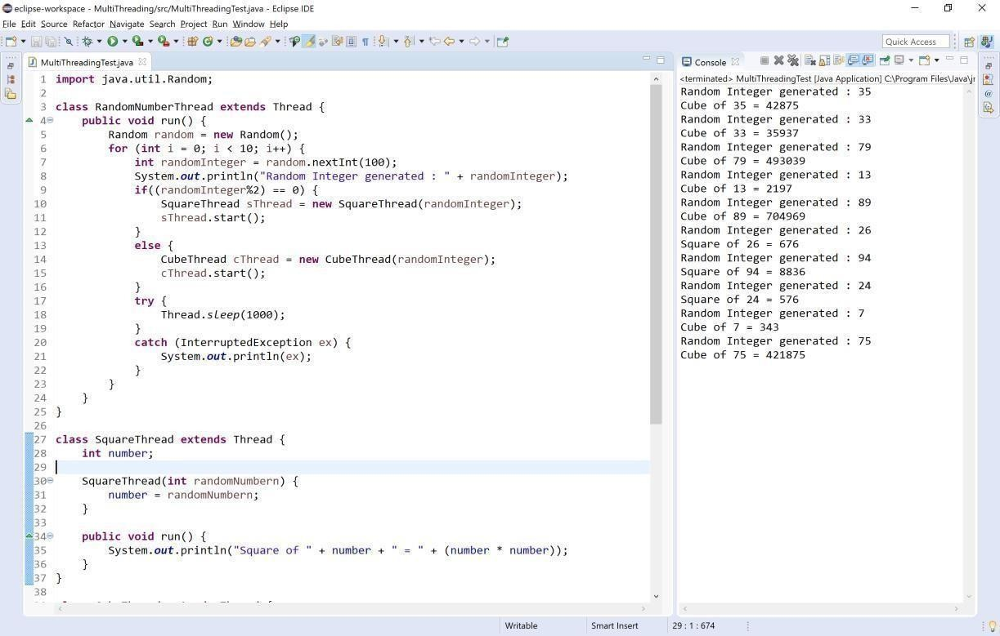 eclipse-workspace - MultiThreading/src/MultiThreadingTest.java - Eclipse IDE
File Edit Source Refactor Navigate Search Project Run Window Help
Quick Access
MultiThreadingTest.java
1 import java.util.Random;
2
3 class RandomNumberThread extends Thread {
4 public void run() {
5 Random random = new Random();
6 for (int i = 0; i < 10; i++) {
7 int randomInteger = random.nextInt(100);
8 System.out.println("Random Integer generated : " + randomInteger);
9 if((randomInteger%2) == 0) {
10 SquareThread sThread = new SquareThread(randomInteger);
11 sThread.start();
12 }
13 else {
14 CubeThread cThread = new CubeThread(randomInteger);
15 cThread.start();
16 }
17 try {
18 Thread.sleep(1000);
19 }
20 catch (InterruptedException ex) {
21 System.out.println(ex);
22 }
23 }
24 }
25 }
26
27 class SquareThread extends Thread {
28 int number;
29
30 SquareThread(int randomNumbern) {
31 number = randomNumbern;
32 }
33
34 public void run() {
35 System.out.println("Square of " + number + " = " + (number * number));
36 }
37 }
38
Console
<terminated> MultiThreadingTest [Java Application] C:\Program Files\Java\jr
Random Integer generated : 35
Cube of 35 = 42875
Random Integer generated : 33
Cube of 33 = 35937
Random Integer generated : 79
Cube of 79 = 493039
Random Integer generated : 13
Cube of 13 = 2197
Random Integer generated : 89
Cube of 89 = 704969
Random Integer generated : 26
Square of 26 = 676
Random Integer generated : 94
Square of 94 = 8836
Random Integer generated : 24
Square of 24 = 576
Random Integer generated : 7
Cube of 7 = 343
Random Integer generated : 75
Cube of 75 = 421875
Writable
Smart Insert
29 : 1 : 674